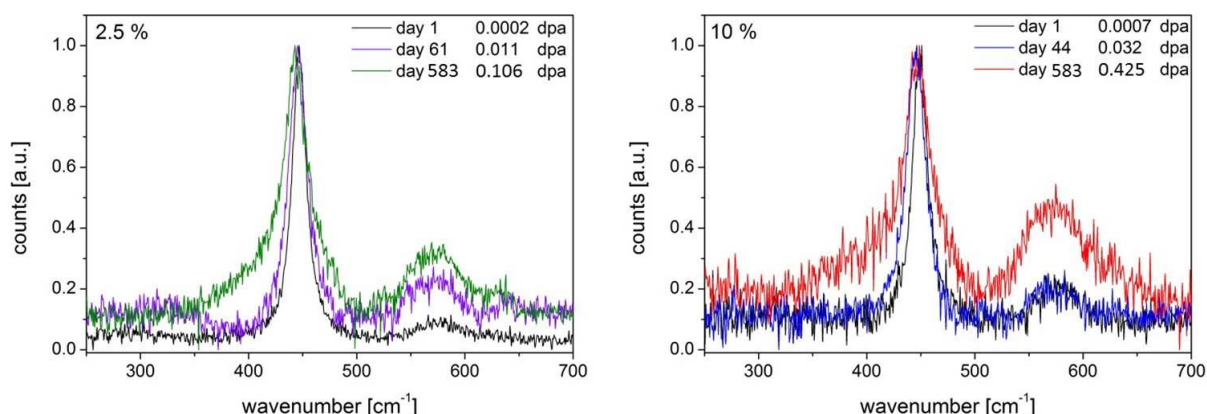 2.5 %
day 1 0.0002 dpa
day 61 0.011 dpa
day 583 0.106 dpa
1.0
0.8
0.6
0.4
0.2
0.0
counts [a.u.]
300 400 500 600 700
wavenumber [cm⁻¹]
10 %
day 1 0.0007 dpa
day 44 0.032 dpa
day 583 0.425 dpa
1.0
0.8
0.6
0.4
0.2
0.0
counts [a.u.]
300 400 500 600 700
wavenumber [cm⁻¹]